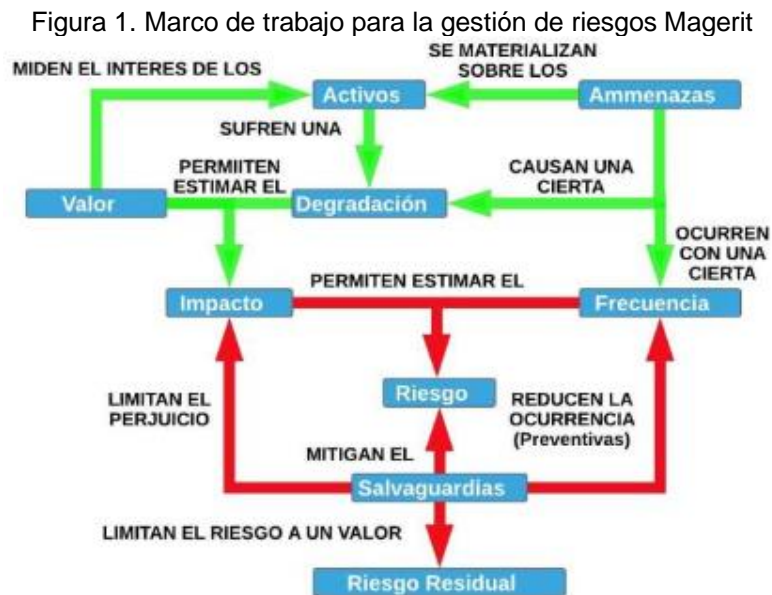 Figura 1. Marco de trabajo para la gestión de riesgos Magerit
MIDEN EL INTERES DE LOS
SE MATERIALIZAN
SOBRE LOS
Activos
Ammenazas
SUFREN UNA
PERMIITEN
ESTIMAR EL
CAUSAN UNA
CIERTA
Valor
Degradación
OCURREN
CON UNA
CIERTA
PERMITEN ESTIMAR EL
Impacto
Frecuencia
LIMITAN EL
PERJUICIO
Riesgo
REDUCEN LA
OCURRENCIA
(Preventivas)
MITIGAN EL
Salvaguardias
LIMITAN EL RIESGO A UN VALOR
Riesgo Residual